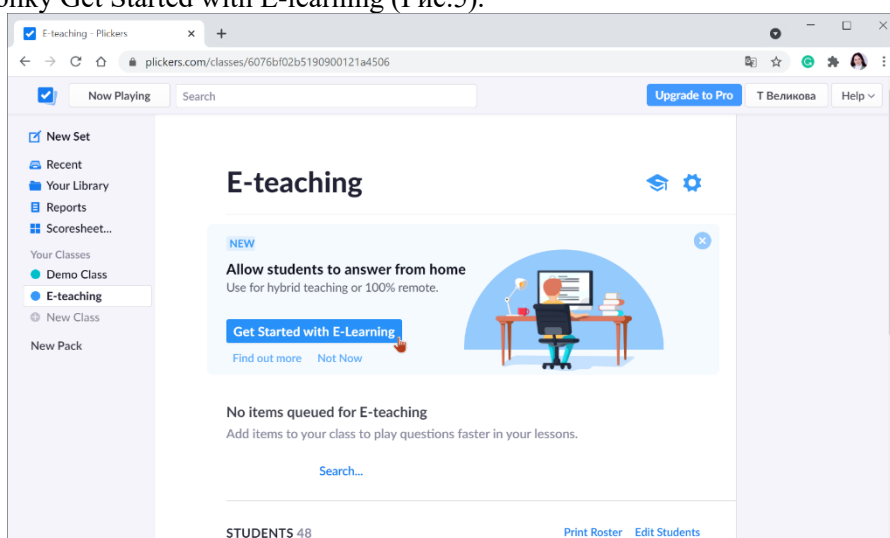 Get Started with E-learning (Рис.5).
E-teaching - Plickers
plickers.com/classes/6076bf02b5190900121a4506
Now Playing
Search
Upgrade to Pro
Т Великова
Help
New Set
Recent
Your Library
Reports
Scoresheet...
Your Classes
Demo Class
E-teaching
New Class
New Pack
E-teaching
NEW
Allow students to answer from home
Use for hybrid teaching or 100% remote.
Get Started with E-Learning
Find out more Not Now
No items queued for E-teaching
Add items to your class to play questions faster in your lessons.
Search...
STUDENTS 48
Print Roster Edit Students